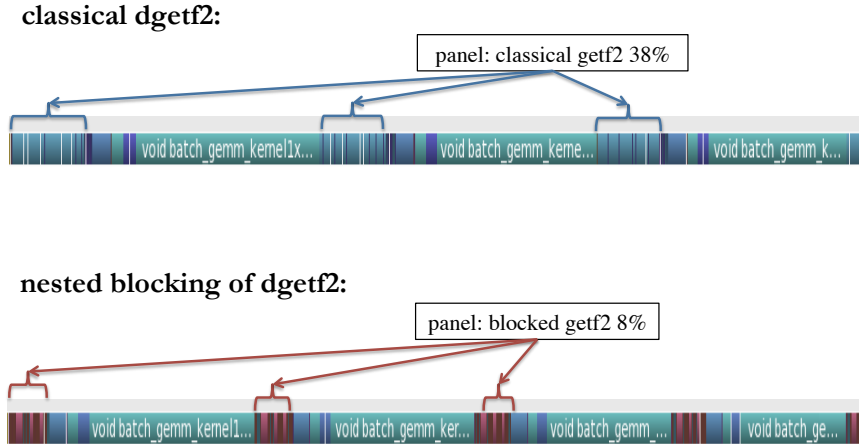 classical dgetf2:
panel: classical getf2 38%
void batch_gemm_kernel1x... void batch_gemm_kerne... void batch_gemm_k...
nested blocking of dgetf2:
panel: blocked getf2 8%
void batch_gemm_kernel1... void batch_gemm_ker... void batch_gemm_... void batch_ge...